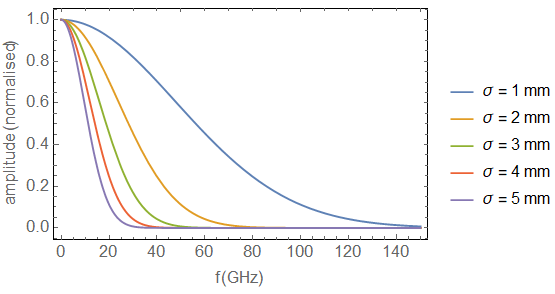 amplitude (normalised)
1.0
0.8
0.6
0.4
0.2
0.0
0 20 40 60 80 100 120 140
f(GHz)
σ = 1 mm
σ = 2 mm
σ = 3 mm
σ = 4 mm
σ = 5 mm